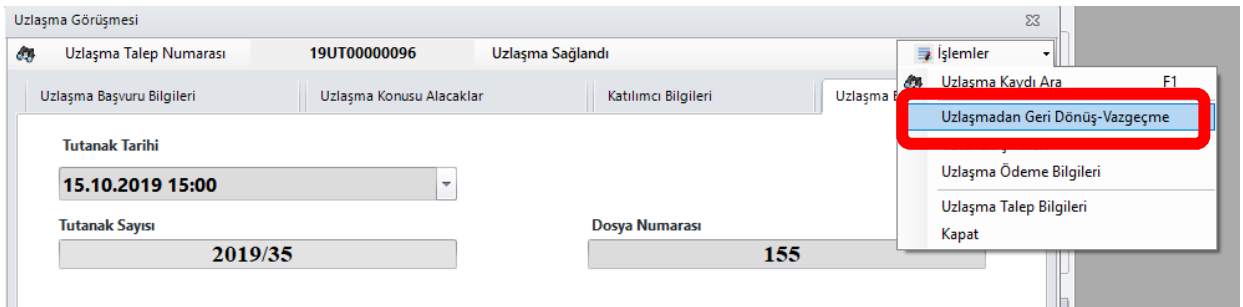 Uzlaşma Görüşmesi
Uzlaşma Talep Numarası 19UT00000096 Uzlaşma Sağlandı İşlemler
Uzlaşma Kaydı Ara F1
Uzlaşmadan Geri Dönüş-Vazgeçme
Uzlaşma Ödeme Bilgileri
Uzlaşma Talep Bilgileri
Kapat
Uzlaşma Başvuru Bilgileri Uzlaşma Konusu Alacaklar Katılımcı Bilgileri Uzlaşma
Tutanak Tarihi
15.10.2019 15:00
Tutanak Sayısı Dosya Numarası
2019/35 155